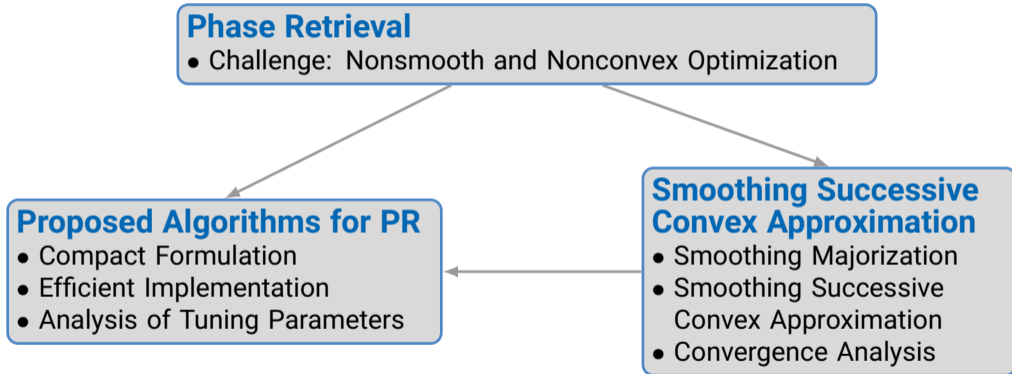 Phase Retrieval
• Challenge: Nonsmooth and Nonconvex Optimization
Proposed Algorithms for PR
• Compact Formulation
• Efficient Implementation
• Analysis of Tuning Parameters
Smoothing Successive
Convex Approximation
• Smoothing Majorization
• Smoothing Successive
Convex Approximation
• Convergence Analysis